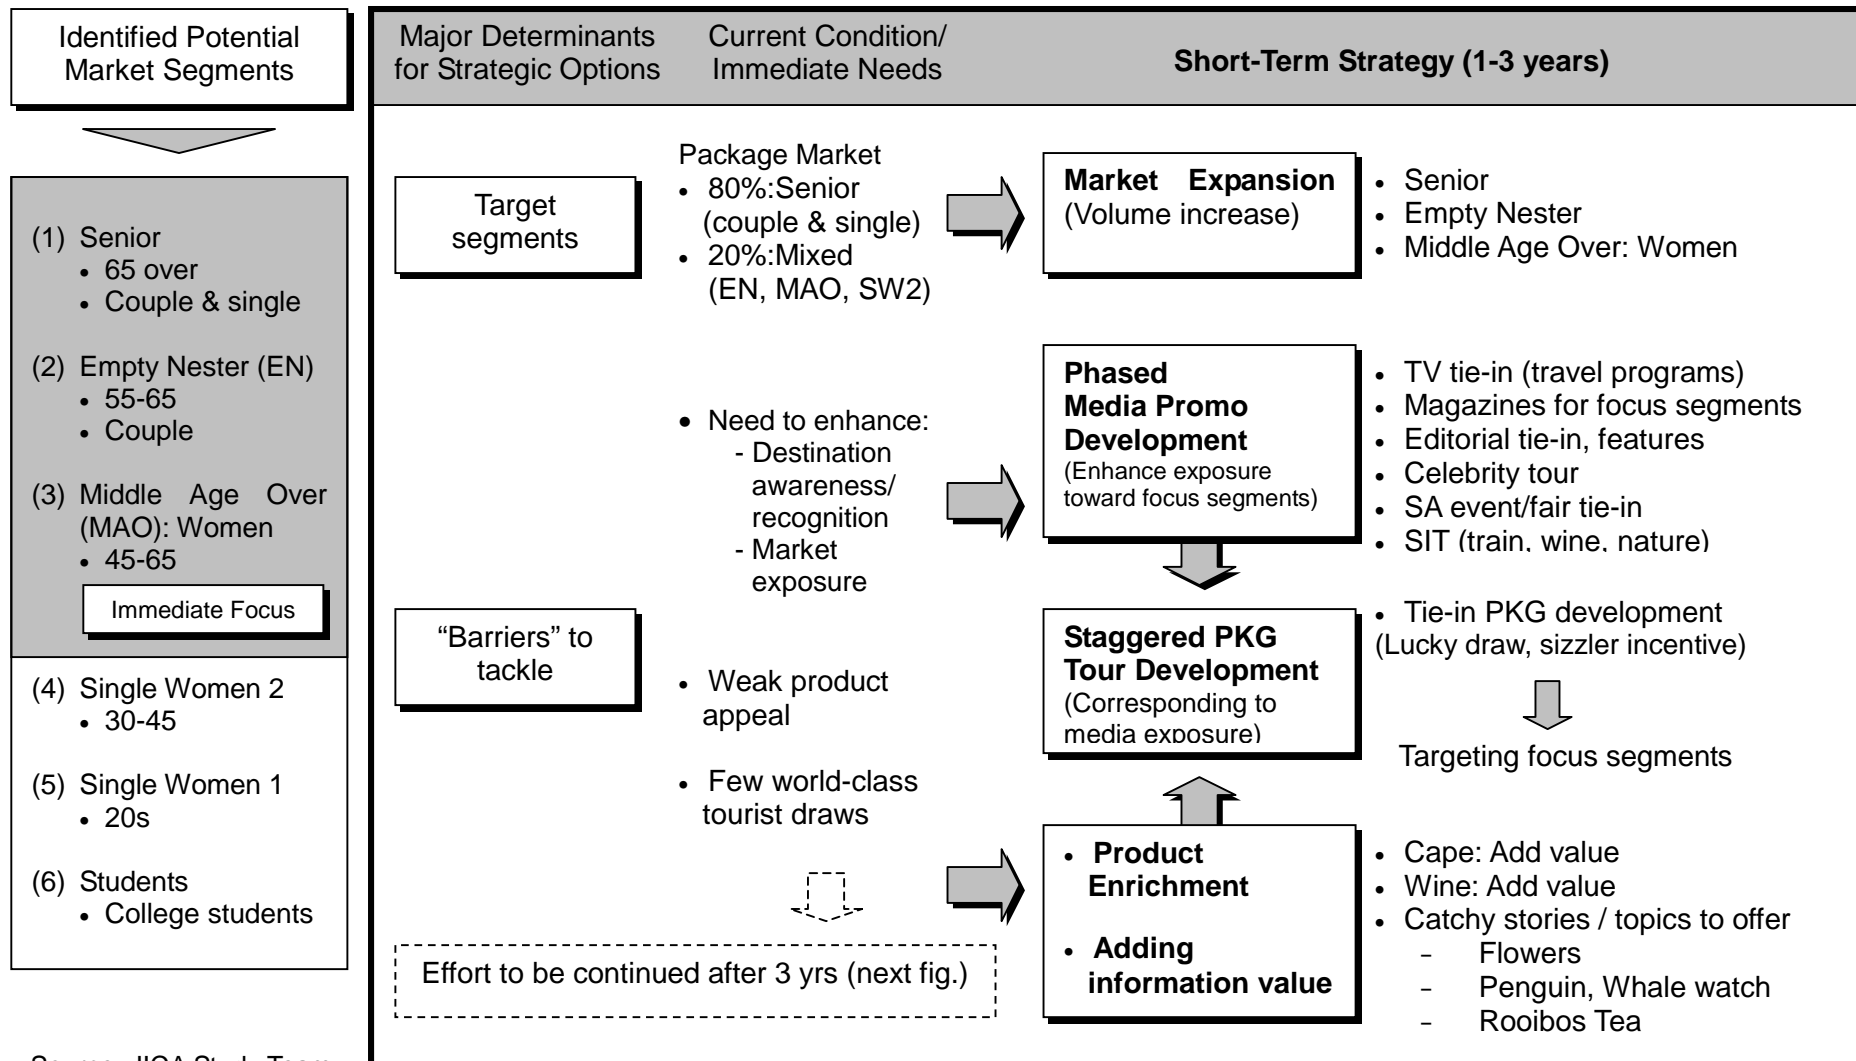 Identified Potential
Market Segments
(1) Senior
• 65 over
• Couple & single
(2) Empty Nester (EN)
• 55-65
• Couple
(3) Middle Age Over
(MAO): Women
• 45-65
Immediate Focus
(4) Single Women 2
• 30-45
(5) Single Women 1
• 20s
(6) Students
• College students
Major Determinants
for Strategic Options
Current Condition/
Immediate Needs
Short-Term Strategy (1-3 years)
Target
segments
Package Market
• 80%:Senior
(couple & single)
• 20%:Mixed
(EN, MAO, SW2)
Market Expansion
(Volume increase)
• Senior
• Empty Nester
• Middle Age Over: Women
"Barriers" to
tackle
• Need to enhance:
- Destination
awareness/
recognition
- Market
exposure
• Weak product
appeal
• Few world-class
tourist draws
Phased
Media Promo
Development
(Enhance exposure
toward focus segments)
• TV tie-in (travel programs)
• Magazines for focus segments
• Editorial tie-in, features
• Celebrity tour
• SA event/fair tie-in
• SIT (train, wine, nature)
Staggered PKG
Tour Development
(Corresponding to
media exposure)
• Tie-in PKG development
(Lucky draw, sizzler incentive)
Targeting focus segments
• Product
Enrichment
• Adding
information value
• Cape: Add value
• Wine: Add value
• Catchy stories / topics to offer
- Flowers
- Penguin, Whale watch
- Rooibos Tea
Effort to be continued after 3 yrs (next fig.)
JICA Study Team